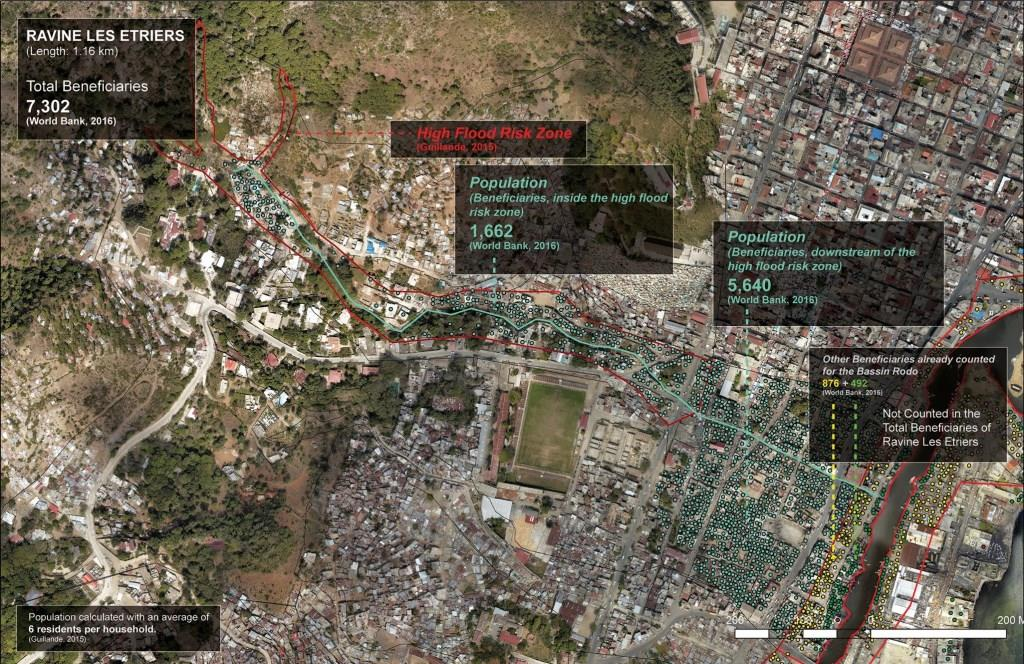 RAVINE LES ETRIERS
(Length: 1.16 km)
Total Beneficiaries
7,302
(World Bank, 2016)
High Flood Risk Zone
(Guillande, 2015)
Population
(Beneficiaries, inside the high flood
risk zone)
1,662
(World Bank, 2016)
Population
(Beneficiaries, downstream of the
high flood risk zone)
5,640
(World Bank, 2016)
Other Beneficiaries already counted
for the Bassin Rodo
876 + 492
(World Bank, 2016)
Not Counted in the
Total Beneficiaries of
Ravine Les Etriers
Population calculated with an average of
6 residents per household.
(Guillande, 2015)
200 100 0 200 M